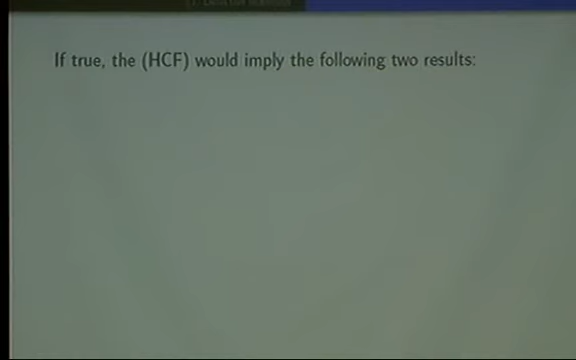 If true, the (HCF) would imply the following two results: